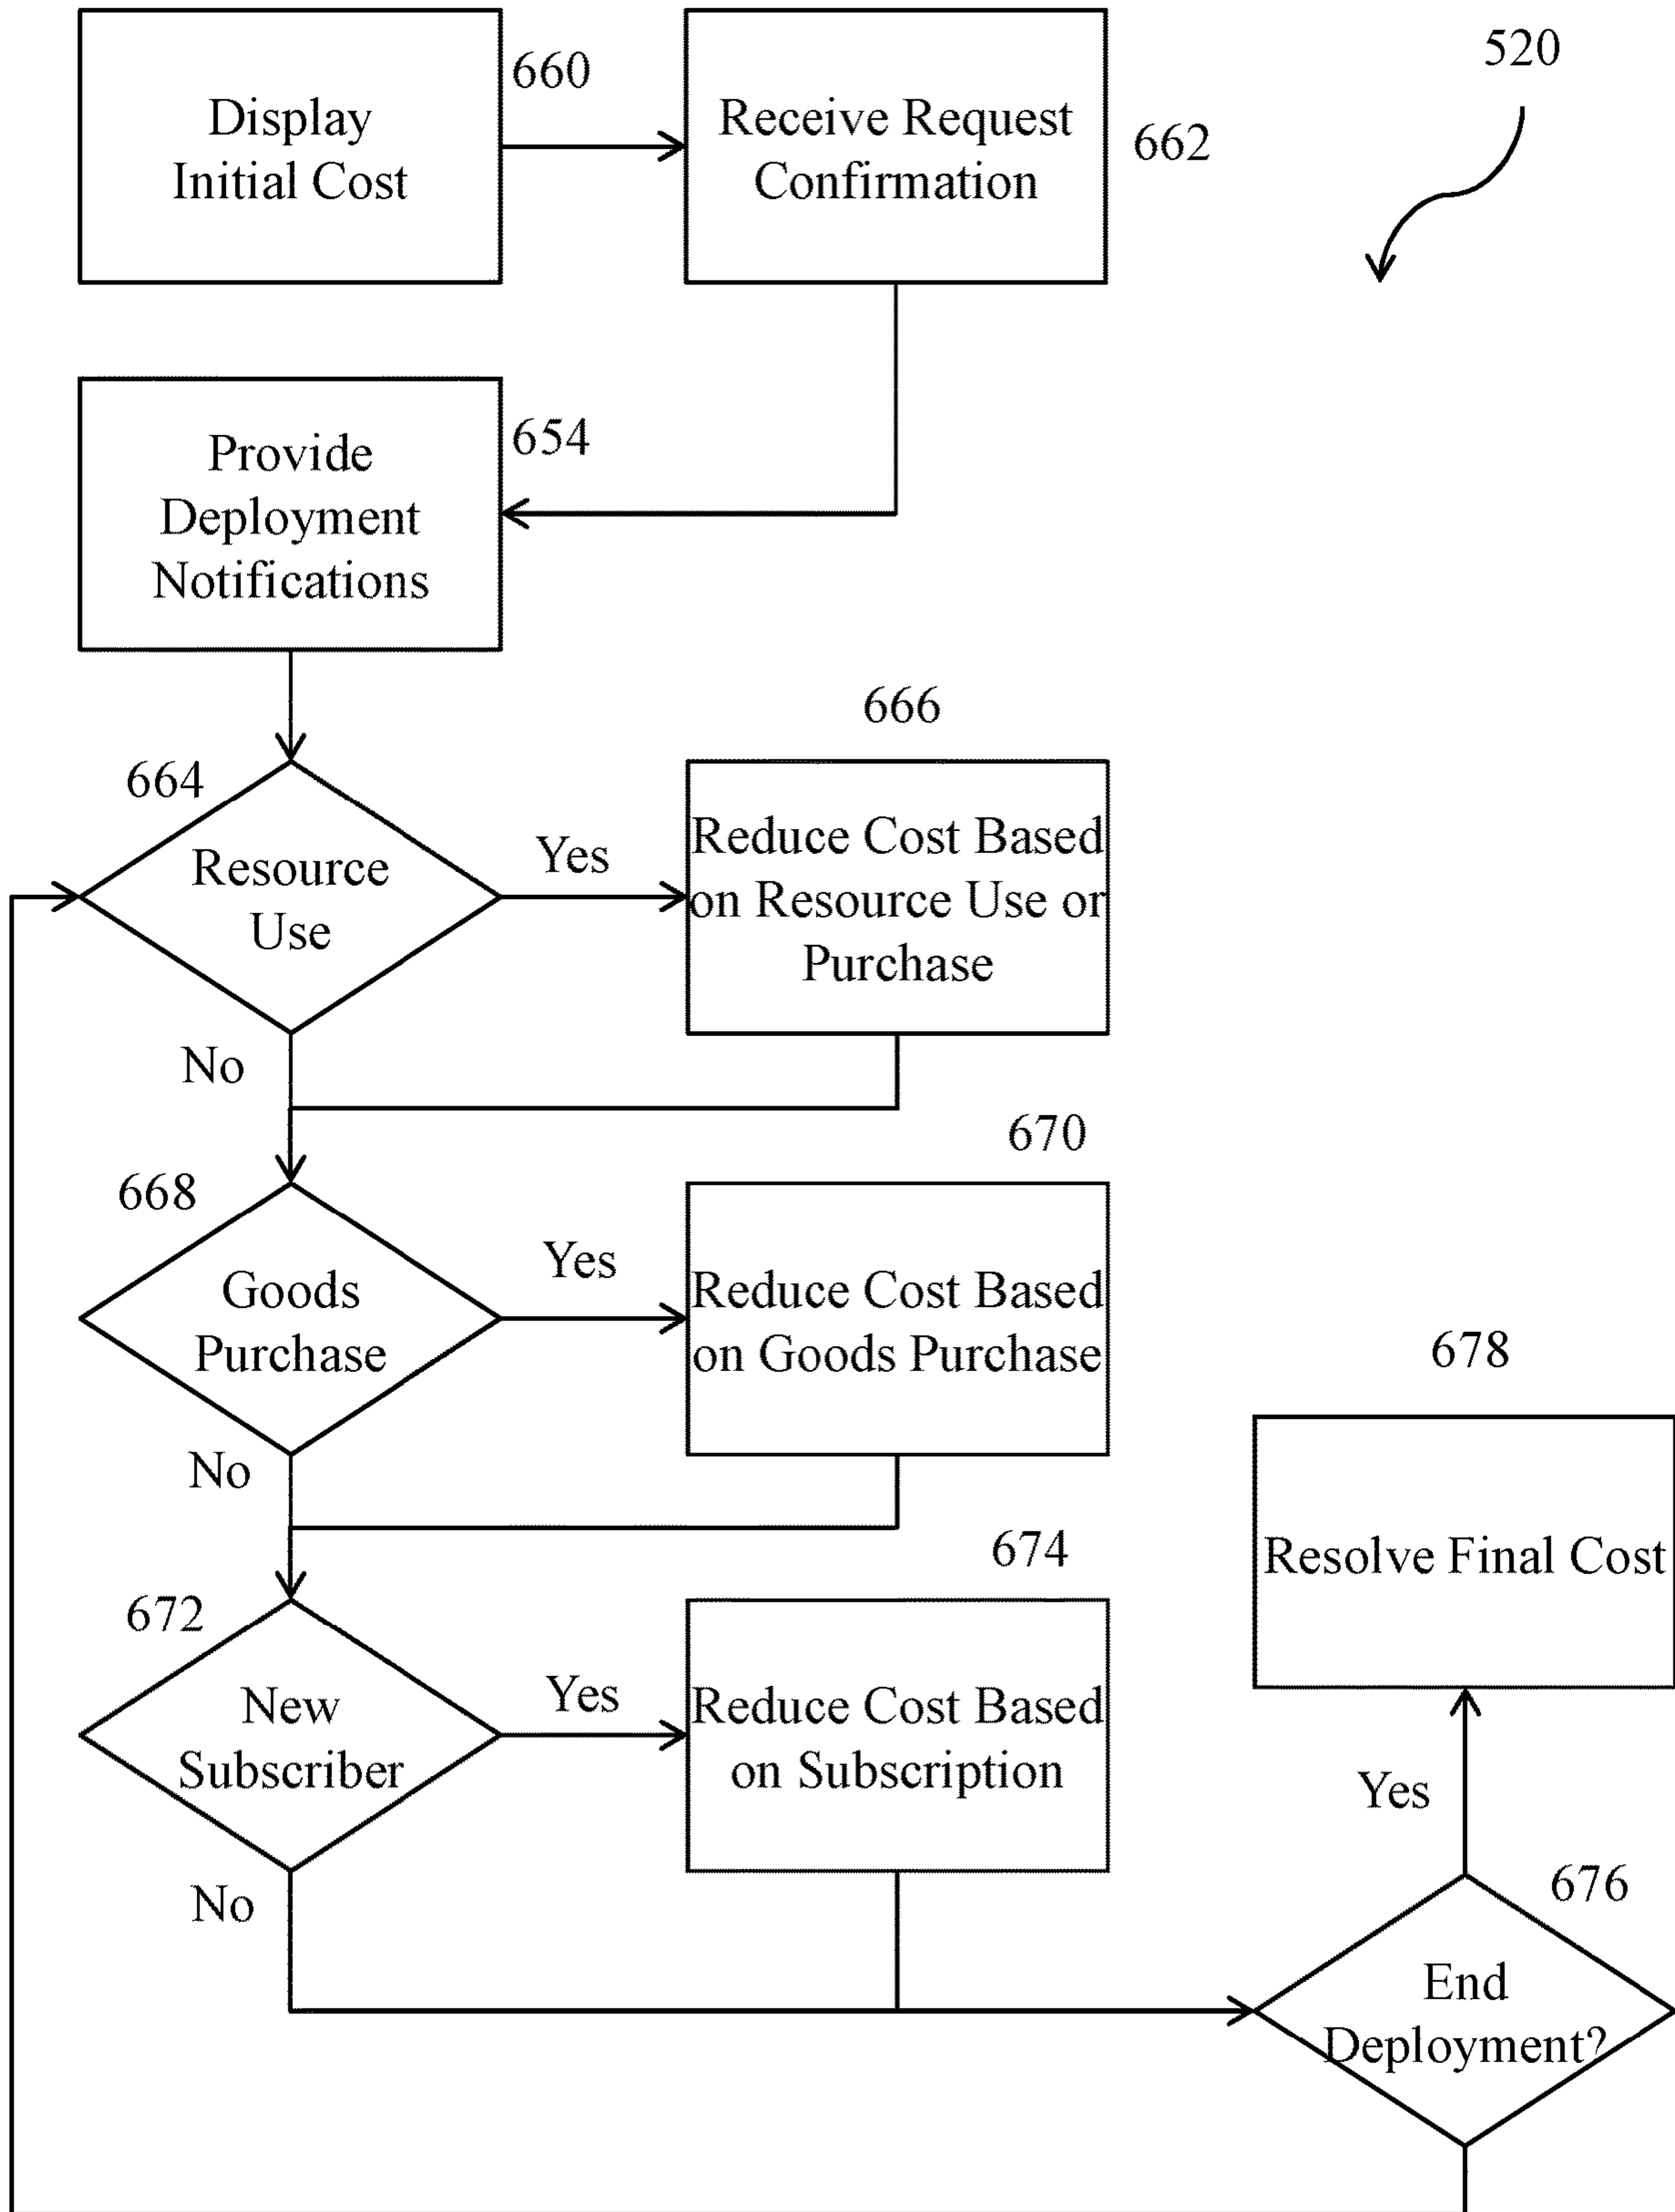 660
520
Display
Initial Cost
Receive Request
Confirmation
662
654
Provide
Deployment
Notifications
666
664
Resource
Use
Yes
Reduce Cost Based
on Resource Use or
Purchase
No
670
668
Goods
Purchase
Yes
Reduce Cost Based
on Goods Purchase
678
No
Resolve Final Cost
674
672
New
Subscriber
Yes
Reduce Cost Based
on Subscription
Yes
No
676
End
Deployment?